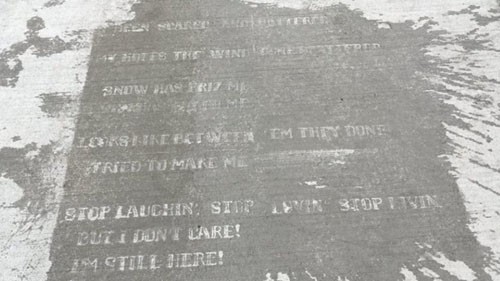 BEEN SCARED AND BATTERED
MY HOPES THE WIND DONE SCATTERED
SNOW HAS FRIZ ME
LOOKS LIKE BETWEEN 'EM THEY DONE
TRIED TO MAKE ME
STOP LAUGHIN', STOP LOVIN' STOP LIVIN'
BUT I DON'T CARE!
I'M STILL HERE!